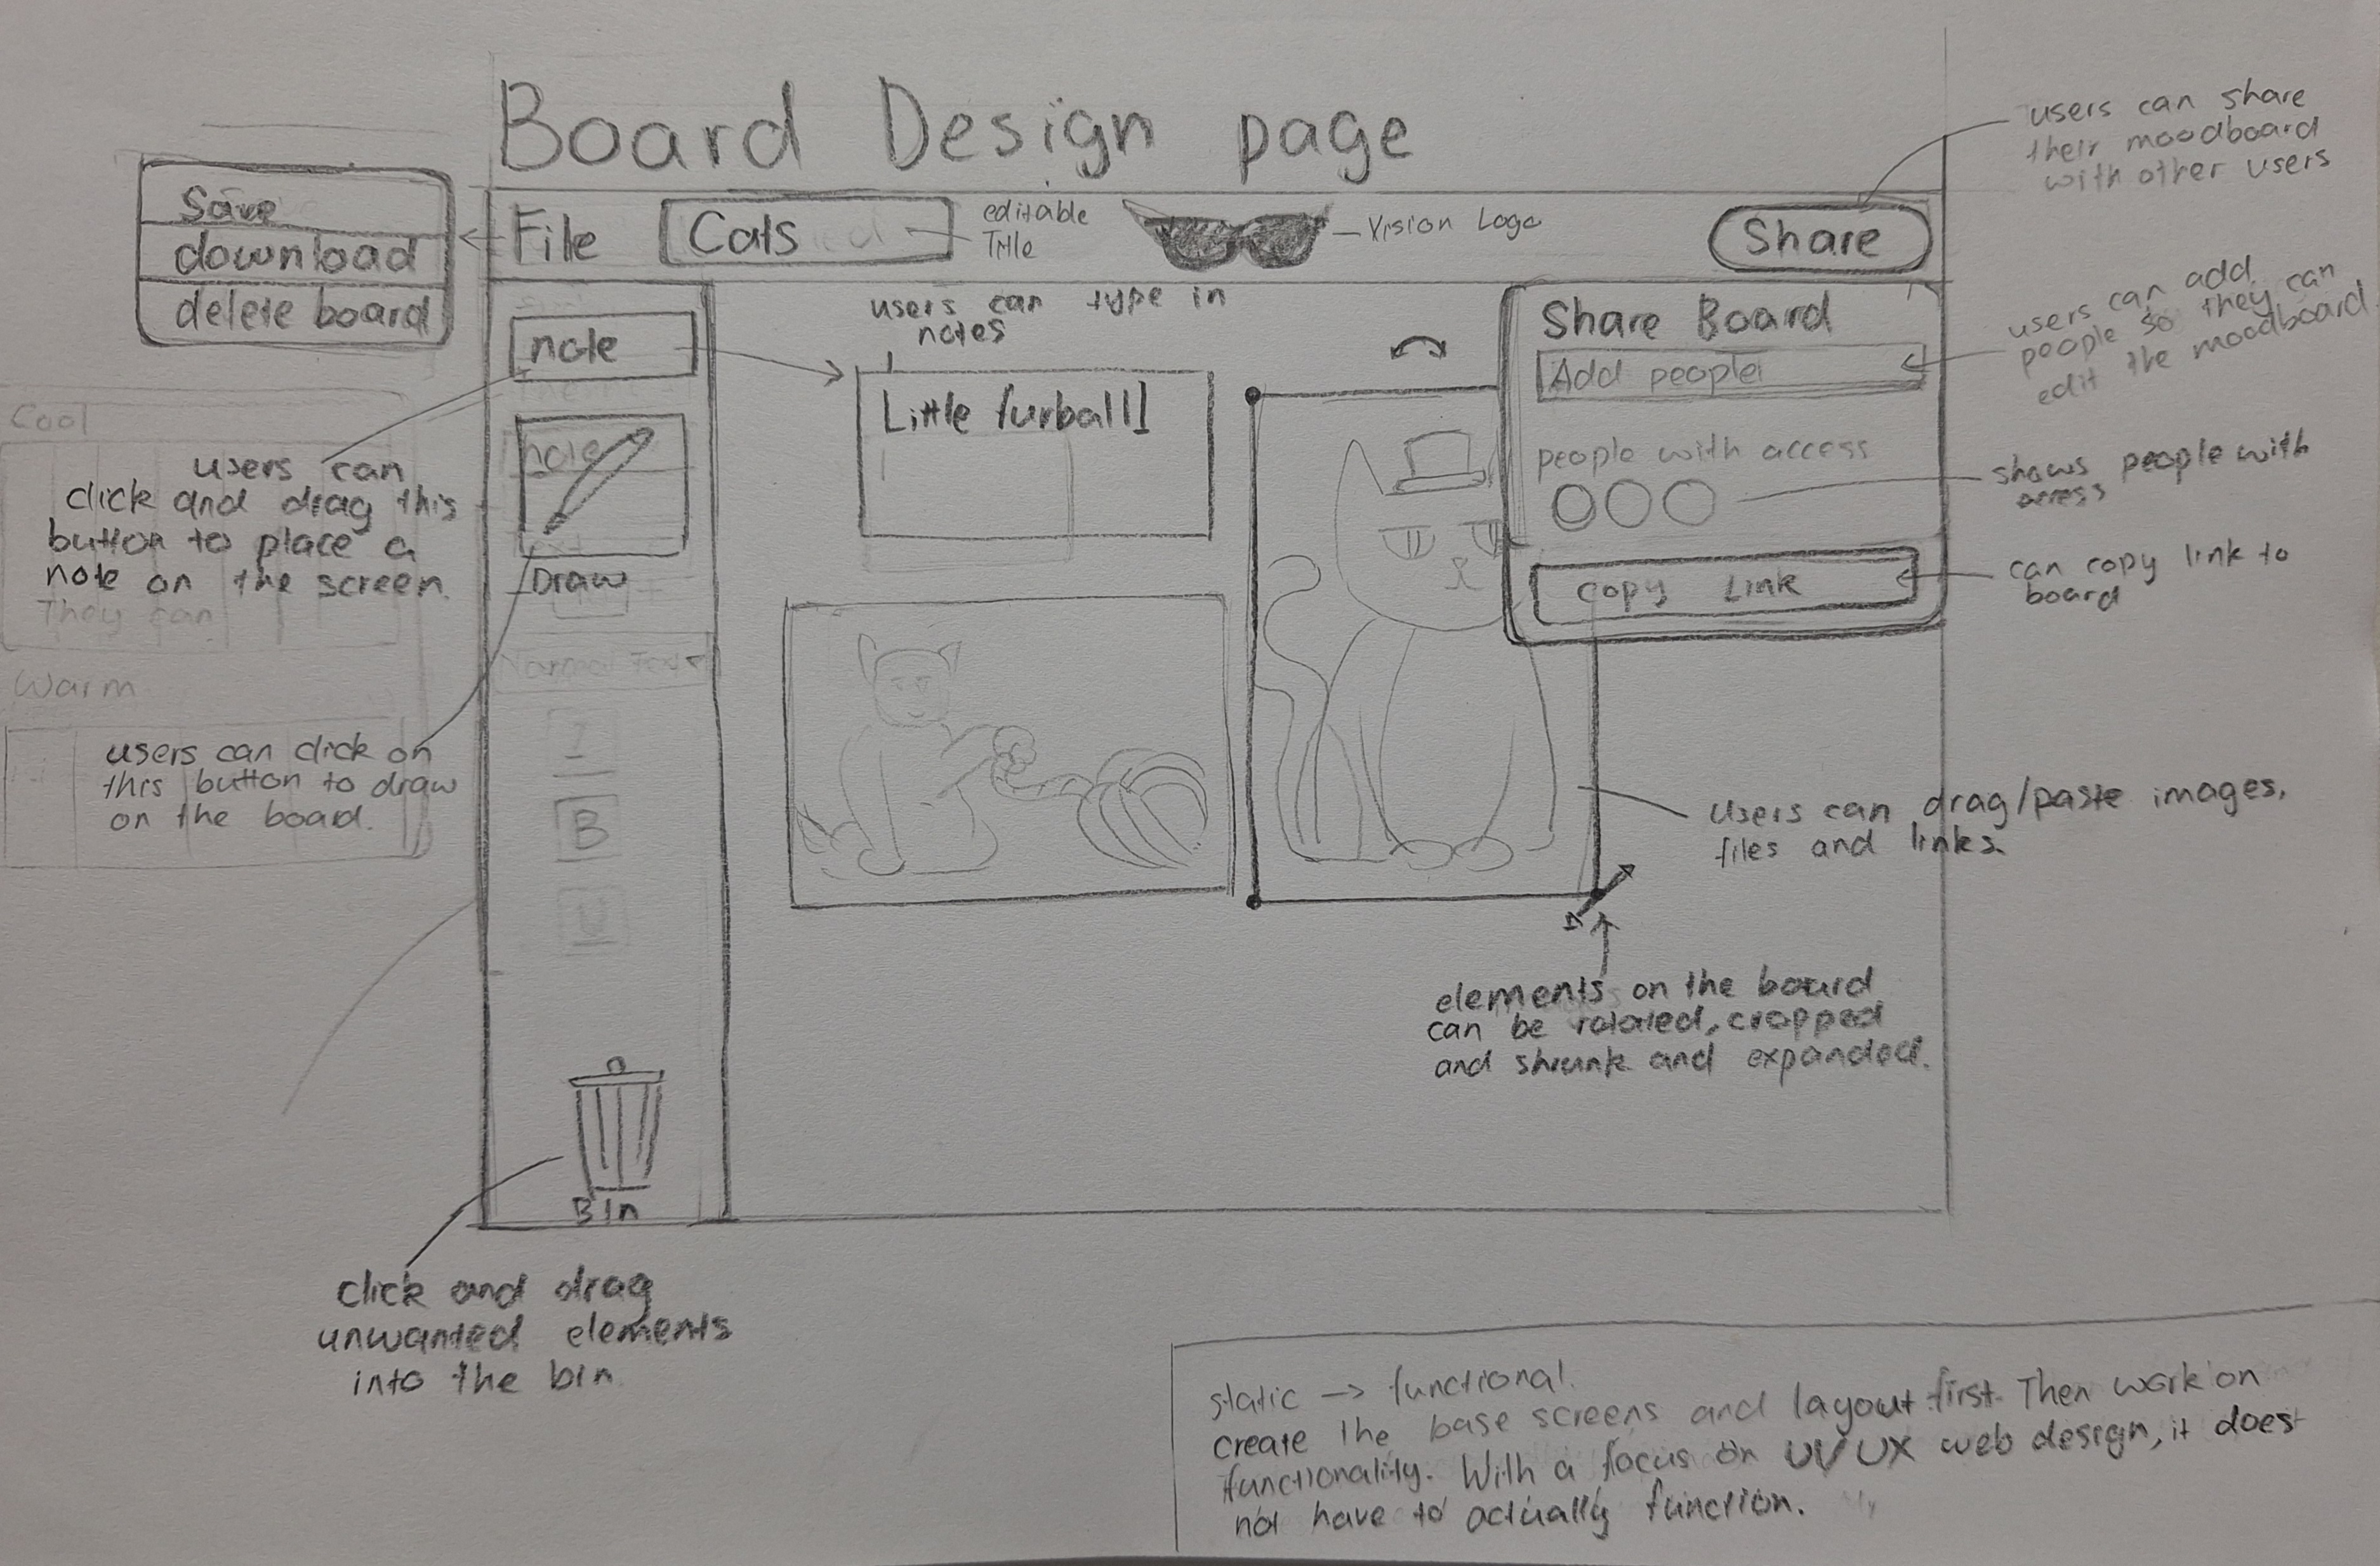 Board Design page
Save
download
delete board
File
Cats
editable
Title
Vision Logo
Share
users can share
their moodboard
with other users
note
users can type in
notes
Little furball
Share Board
Add people
people with access
copy Link
users can add
people so they can
edit the moodboard
shows people with
access
can copy link to
board
Cool
note
Draw
users can
click and drag this
button to place a
note on the screen.
They can
Warm
Normal Text
I
B
U
users can click on
this button to draw
on the board.
users can drag/paste images,
files and links.
elements on the board
can be rotated, cropped
and shrunk and expanded.
Bin
click and drag
unwanted elements
into the bin
static -> functional.
create the base screens and layout first. Then work on
functionality. With a focus on UI/UX web design, it does
not have to actually function.